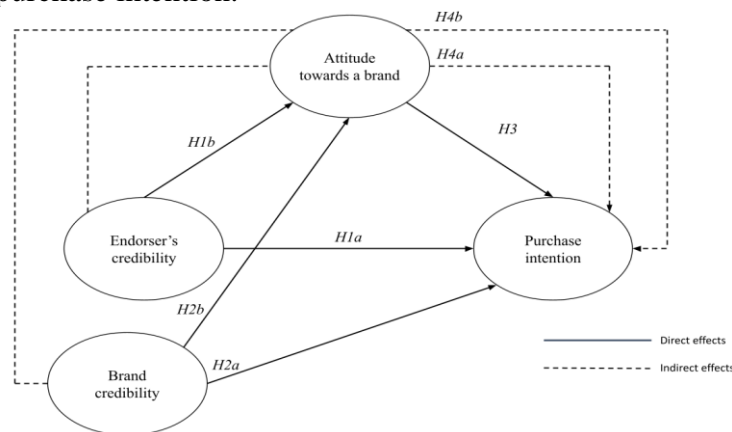 purchase intention.
H4b
Attitude
towards a brand
H4a
H1b
H3
Endorser's
credibility
H1a
Purchase
intention
H2b
H2a
Brand
credibility
Direct effects
Indirect effects